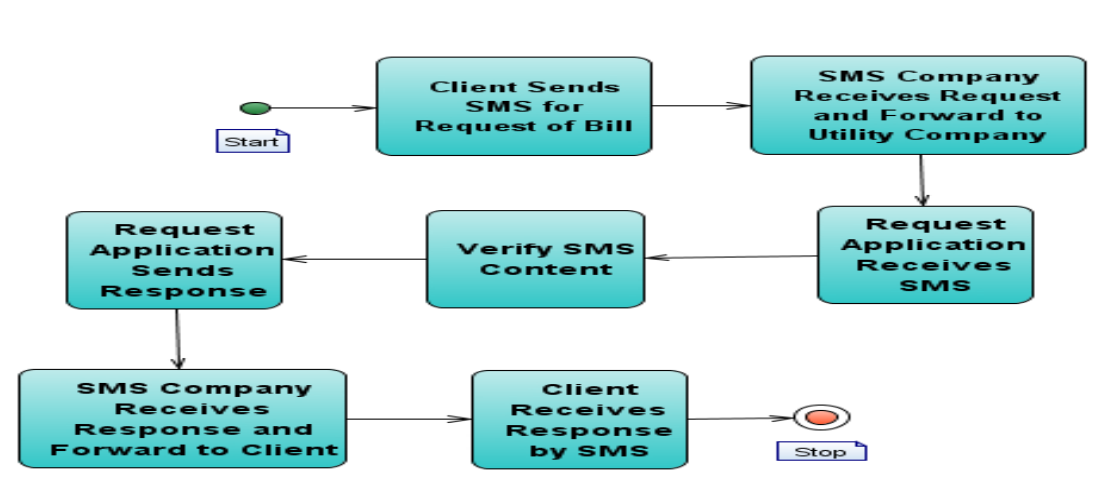 Client Sends
SMS for
Request of Bill
SMS Company
Receives Request
and Forward to
Utility Company
Start
Request
Application
Receives
SMS
Verify SMS
Content
Request
Application
Sends
Response
SMS Company
Receives
Response and
Forward to Client
Client
Receives
Response
by SMS
Stop